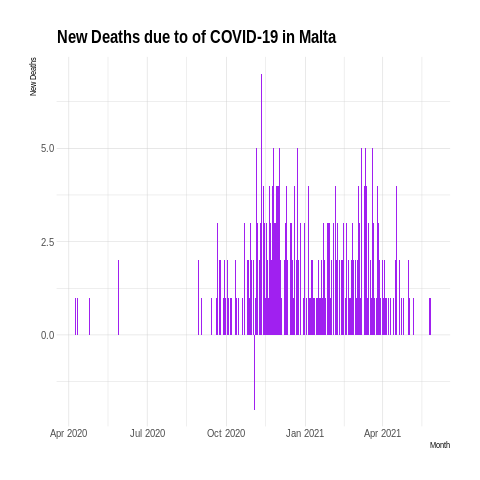 New Deaths due to of COVID-19 in Malta
New Deaths
5.0
2.5
0.0
Apr 2020 Jul 2020 Oct 2020 Jan 2021 Apr 2021
Month